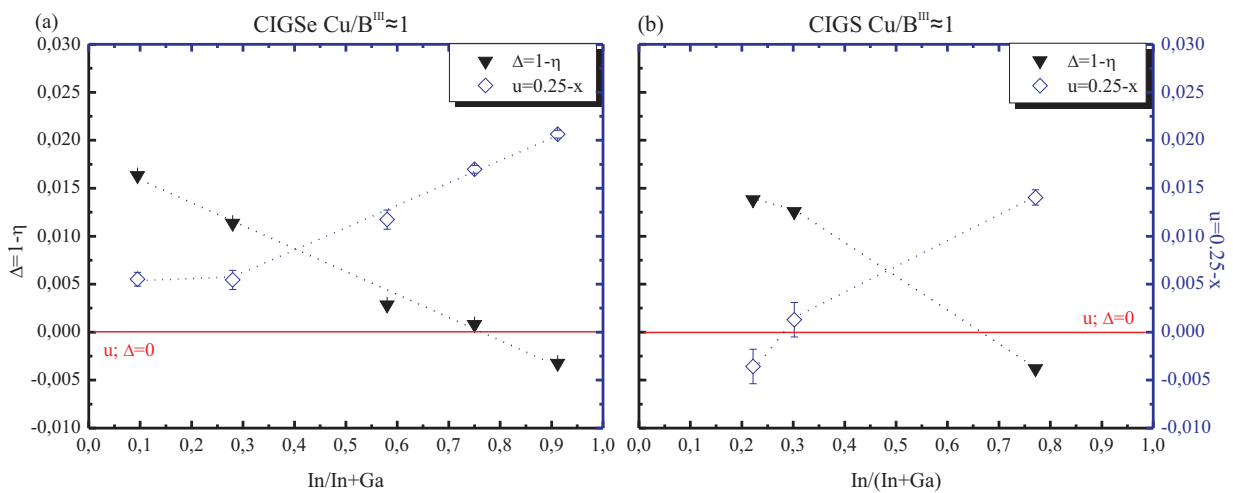 (a) CIGSe Cu/Bᴵᴵᴵ≈1
0,030
0,025
0,020
0,015
0,010
0,005
0,000
-0,005
-0,010
Δ=1-η
Δ=1-η
u=0.25-x
u; Δ=0
0,0 0,1 0,2 0,3 0,4 0,5 0,6 0,7 0,8 0,9 1,0
In/In+Ga
(b) CIGS Cu/Bᴵᴵᴵ≈1
Δ=1-η
u=0.25-x
u; Δ=0
0,030
0,025
0,020
0,015
0,010
0,005
0,000
-0,005
-0,010
u=0.25-x
0,0 0,1 0,2 0,3 0,4 0,5 0,6 0,7 0,8 0,9 1,0
In/(In+Ga)